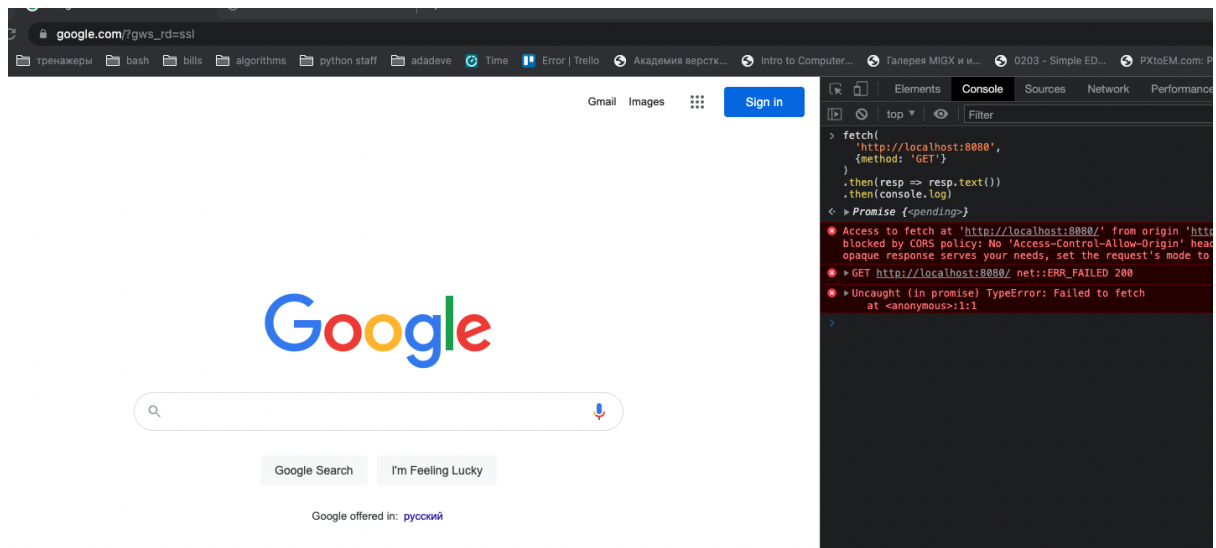 google.com/?gws_rd=ssl
тренажеры bash bills algorithms python staff adadeve Time Error | Trello Академия верстк... Intro to Computer... Галерея MIGX и и... 0203 - Simple ED... PXtoEM.com: P
Gmail Images Sign in
Google
Google Search I'm Feeling Lucky
Google offered in: русский
Elements Console Sources Network Performance
top Filter
> fetch(
'http://localhost:8080',
{method: 'GET'}
)
.then(resp => resp.text())
.then(console.log)
Promise {<pending>}
Access to fetch at 'http://localhost:8080/' from origin 'http
blocked by CORS policy: No 'Access-Control-Allow-Origin' head
opaque response serves your needs, set the request's mode to
GET http://localhost:8080/ net::ERR_FAILED 200
Uncaught (in promise) TypeError: Failed to fetch
at <anonymous>:1:1